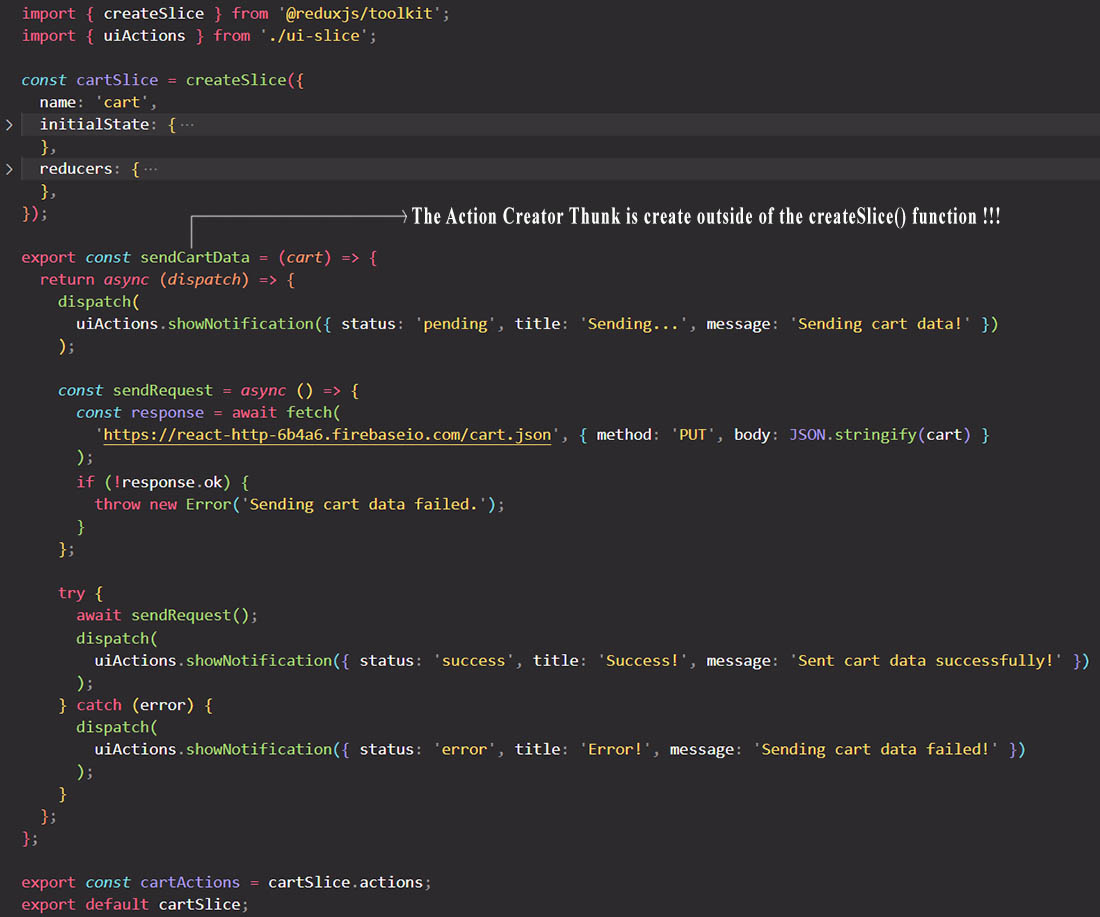 import { createSlice } from '@reduxjs/toolkit';
import { uiActions } from './ui-slice';
const cartSlice = createSlice({
name: 'cart',
> initialState: { ...
},
> reducers: { ...
},
});
The Action Creator Thunk is create outside of the createSlice() function !!!
export const sendCartData = (cart) => {
return async (dispatch) => {
dispatch(
uiActions.showNotification({ status: 'pending', title: 'Sending...', message: 'Sending cart data!' })
);
const sendRequest = async () => {
const response = await fetch(
'https://react-http-6b4a6.firebaseio.com/cart.json', { method: 'PUT', body: JSON.stringify(cart) }
);
if (!response.ok) {
throw new Error('Sending cart data failed.');
}
};
try {
await sendRequest();
dispatch(
uiActions.showNotification({ status: 'success', title: 'Success!', message: 'Sent cart data successfully!' })
);
} catch (error) {
dispatch(
uiActions.showNotification({ status: 'error', title: 'Error!', message: 'Sending cart data failed!' })
);
}
};
};
export const cartActions = cartSlice.actions;
export default cartSlice;